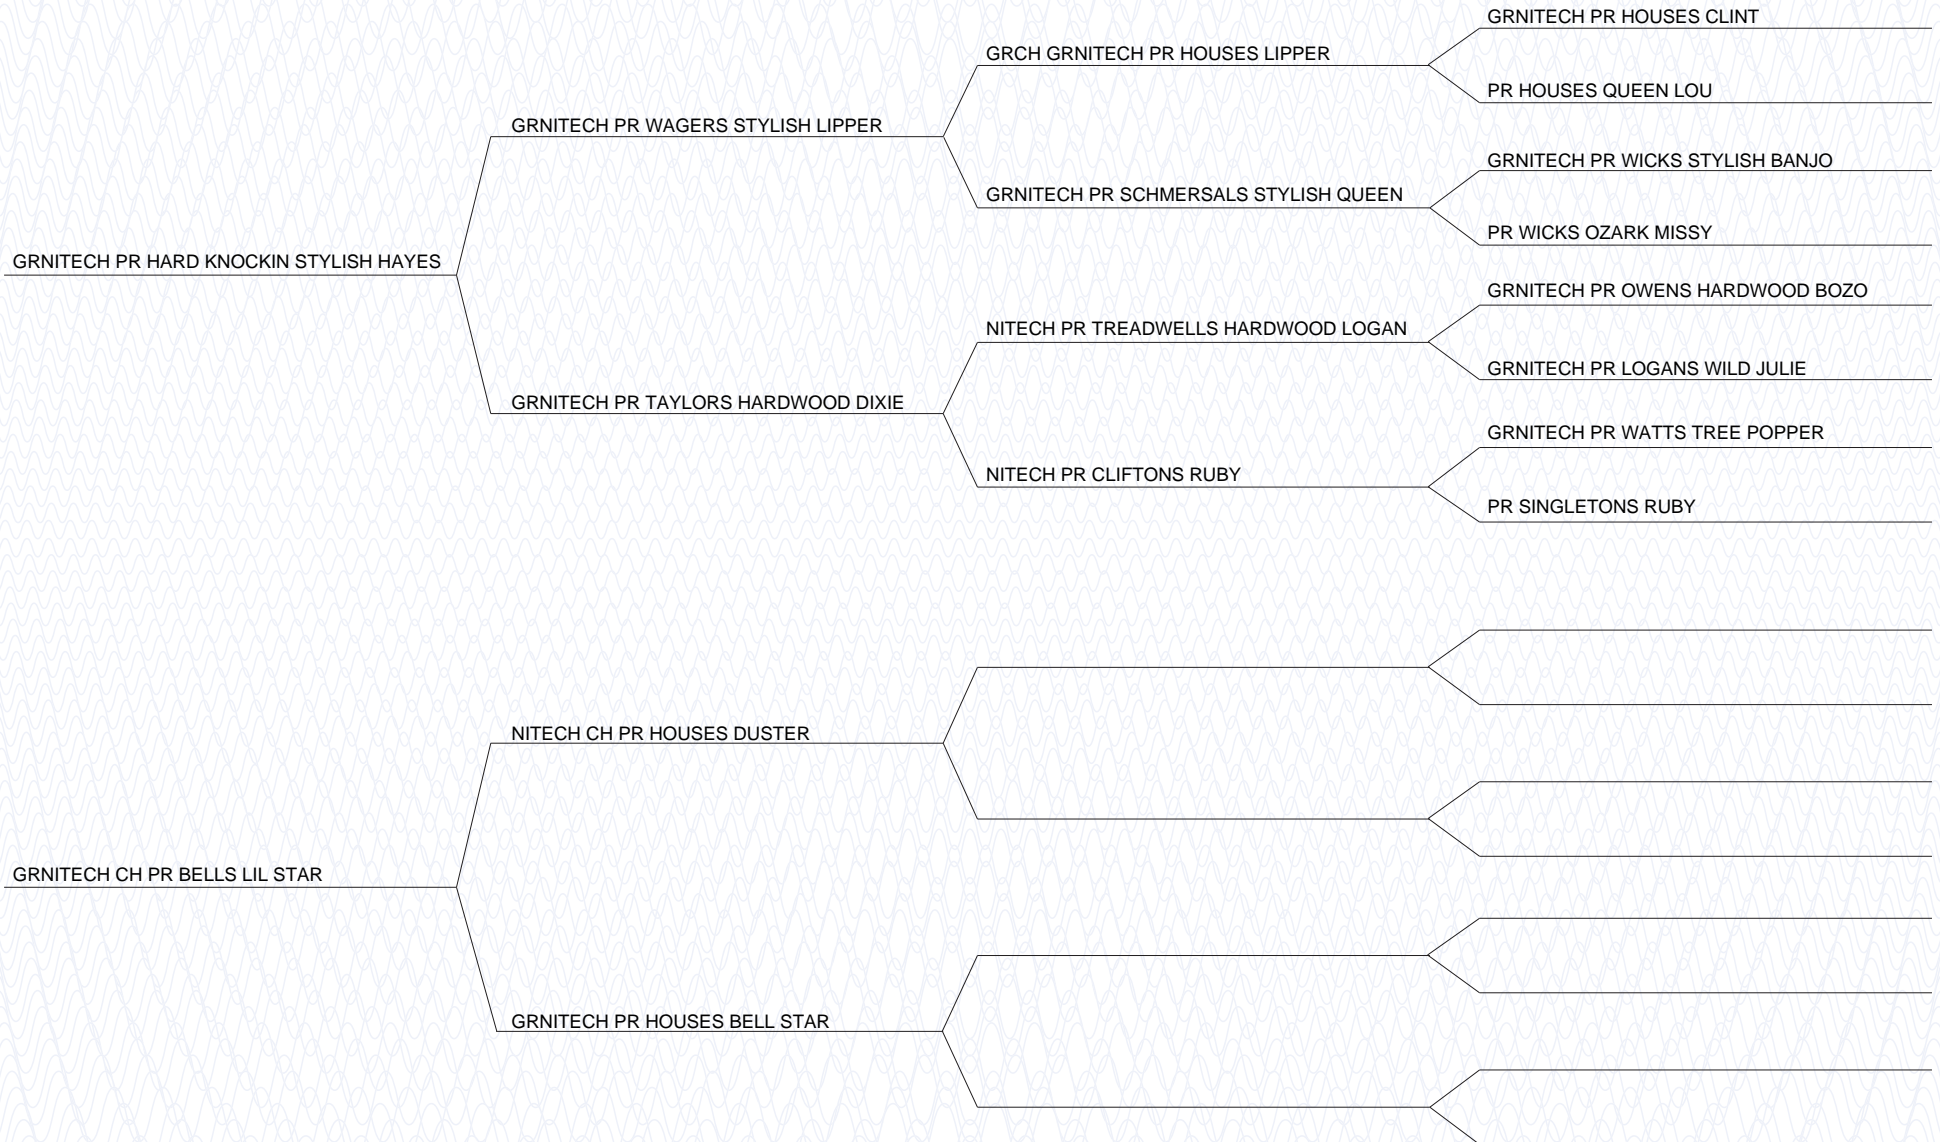 GRNITECH PR HOUSES CLINT
GRCH GRNITECH PR HOUSES LIPPER
PR HOUSES QUEEN LOU
GRNITECH PR WAGERS STYLISH LIPPER
GRNITECH PR WICKS STYLISH BANJO
GRNITECH PR SCHMERSALS STYLISH QUEEN
PR WICKS OZARK MISSY
GRNITECH PR HARD KNOCKIN STYLISH HAYES
GRNITECH PR OWENS HARDWOOD BOZO
NITECH PR TREADWELLS HARDWOOD LOGAN
GRNITECH PR LOGANS WILD JULIE
GRNITECH PR TAYLORS HARDWOOD DIXIE
GRNITECH PR WATTS TREE POPPER
NITECH PR CLIFTONS RUBY
PR SINGLETONS RUBY
NITECH CH PR HOUSES DUSTER
GRNITECH CH PR BELLS LIL STAR
GRNITECH PR HOUSES BELL STAR